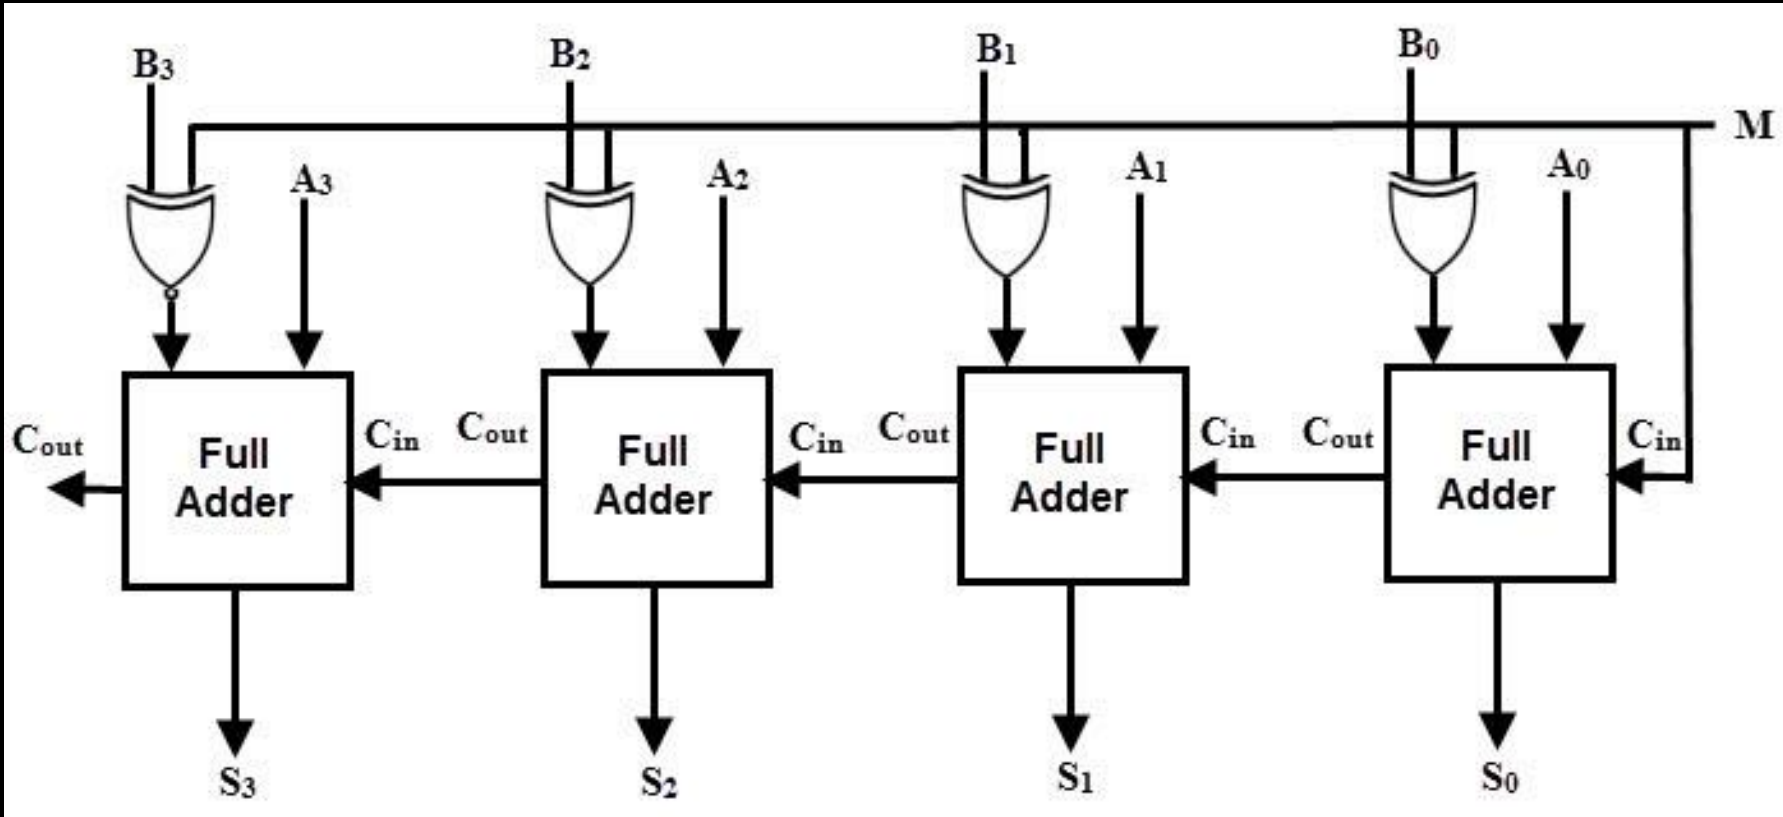 B3 B2 B1 B0
M
A3 A2 A1 A0
Cout Full Adder Cin Cout Full Adder Cin Cout Full Adder Cin Cout Full Adder Cin
S3 S2 S1 S0